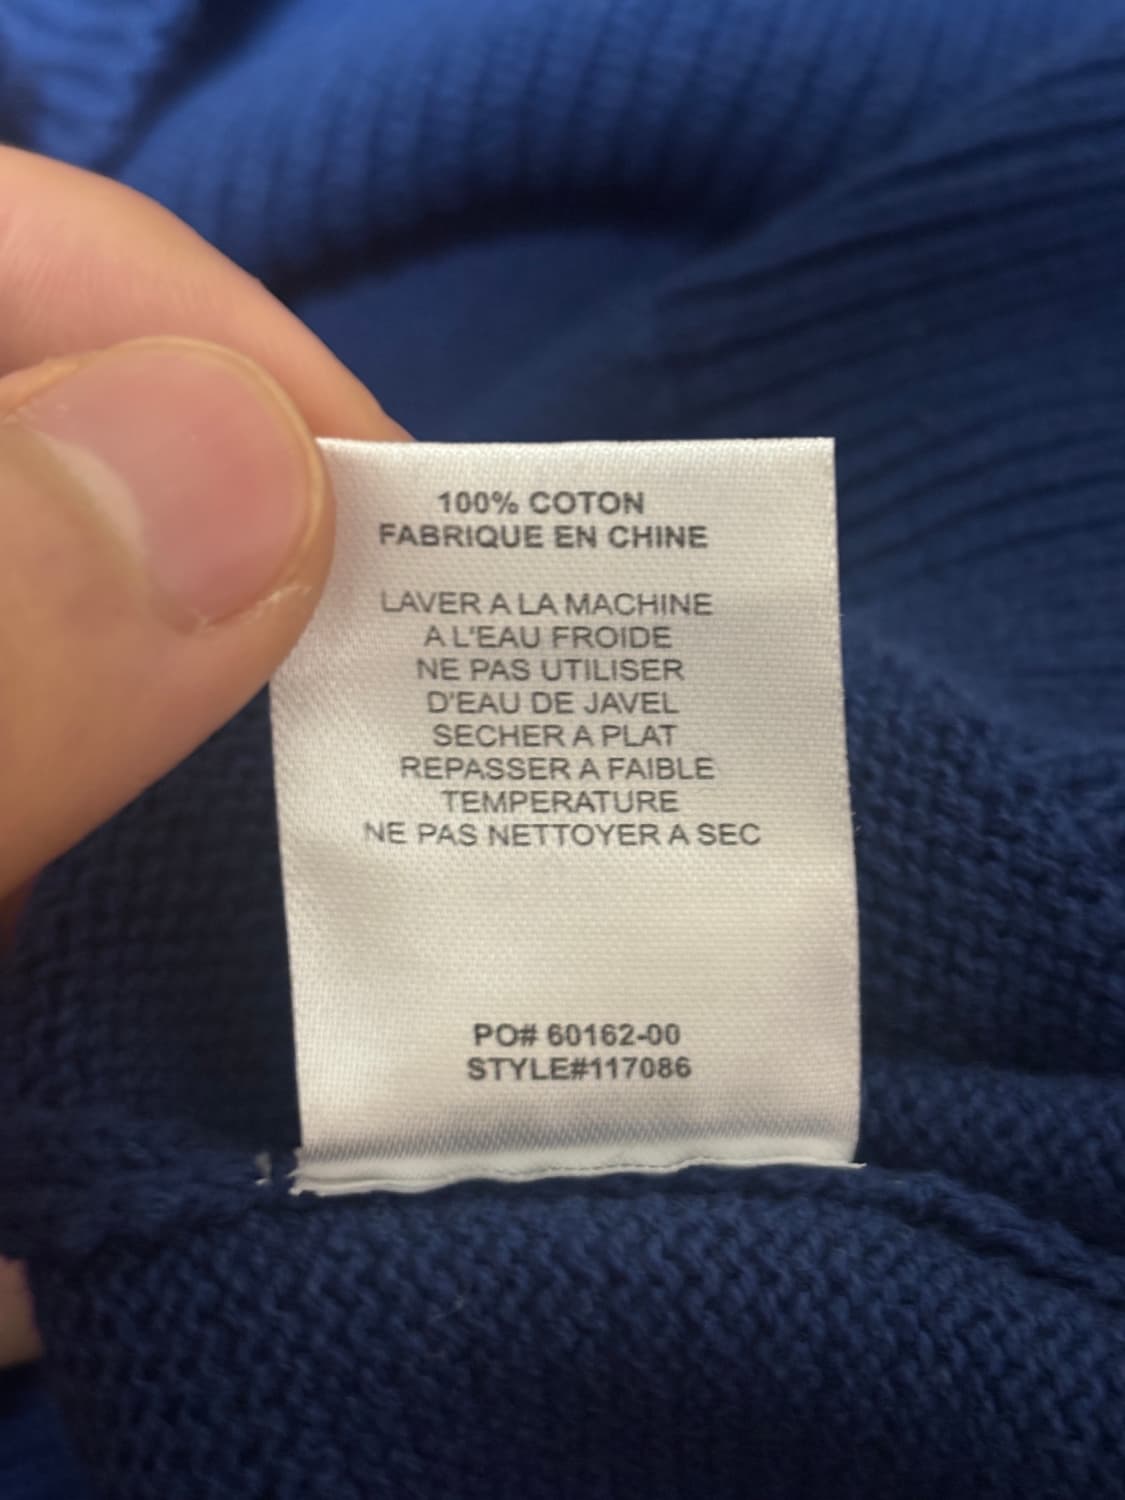 100% COTON
FABRIQUE EN CHINE
LAVER A LA MACHINE
A L'EAU FROIDE
NE PAS UTILISER
D'EAU DE JAVEL
SECHER A PLAT
REPASSER A FAIBLE
TEMPERATURE
NE PAS NETTOYER A SEC
PO# 60162-00
STYLE#117086